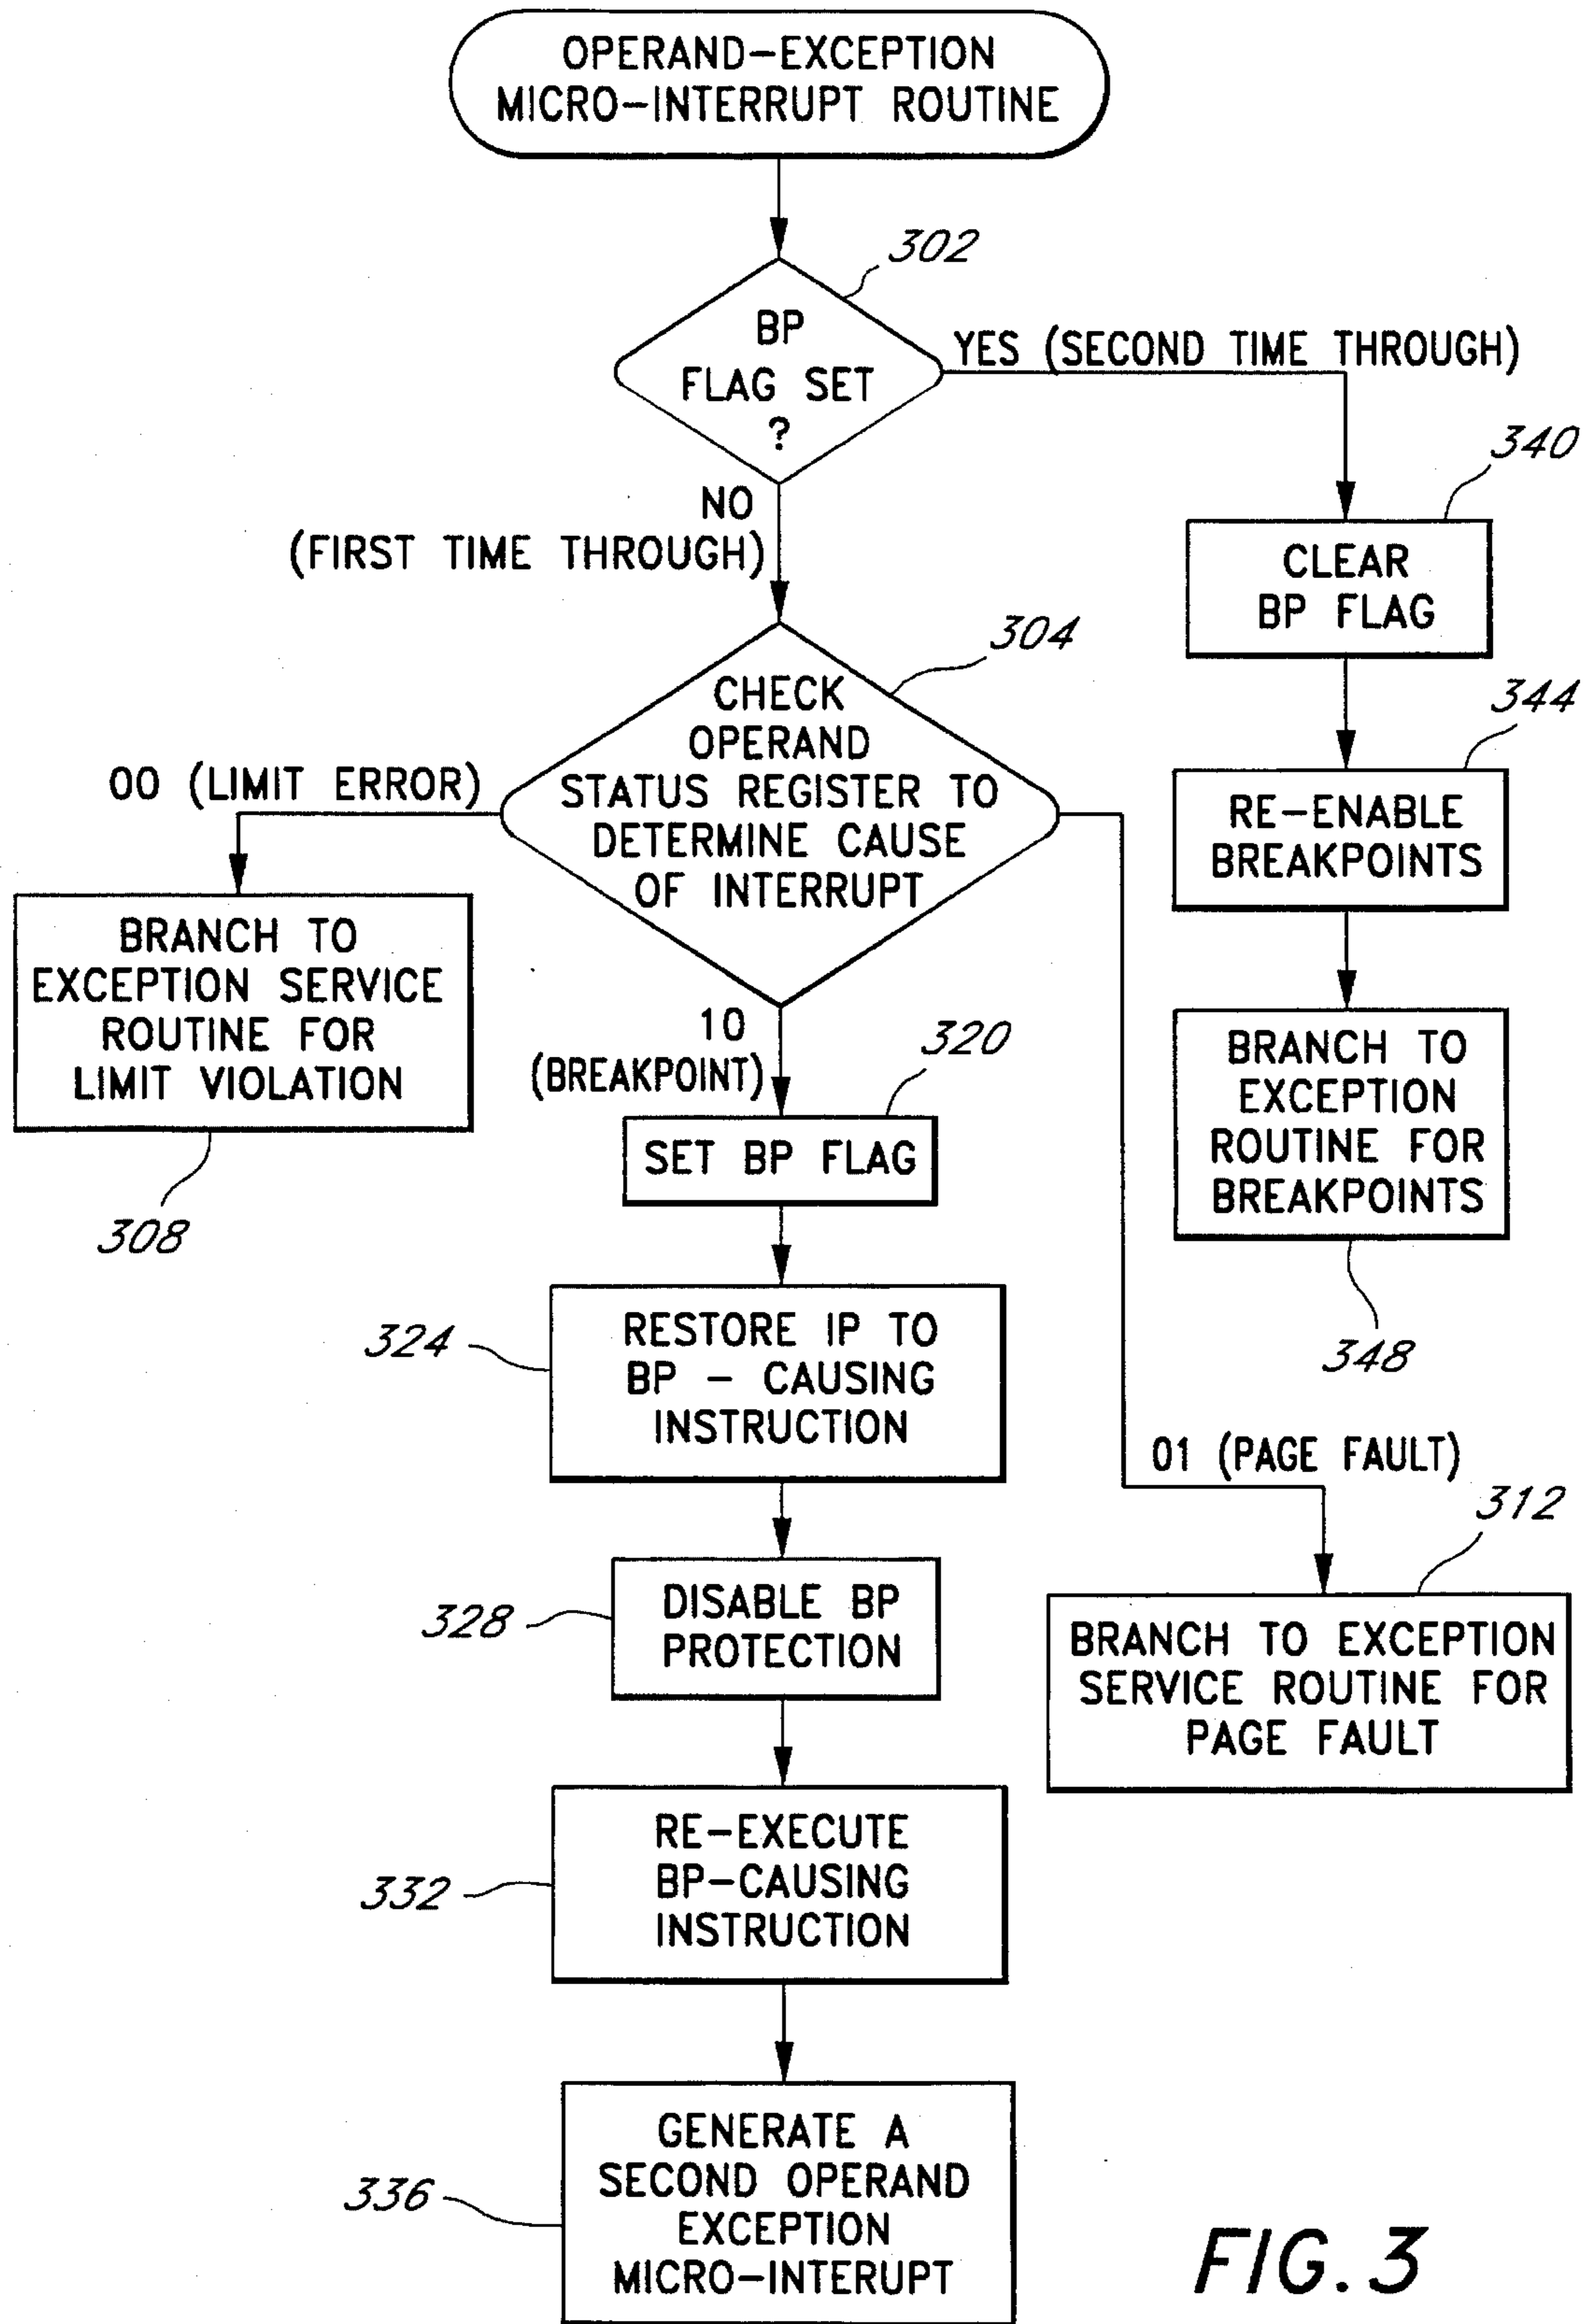 OPERAND-EXCEPTION
MICRO-INTERRUPT ROUTINE
302
BP
FLAG SET
?
YES (SECOND TIME THROUGH)
NO
(FIRST TIME THROUGH)
340
CLEAR
BP FLAG
304
CHECK
OPERAND
STATUS REGISTER TO
DETERMINE CAUSE
OF INTERRUPT
344
RE-ENABLE
BREAKPOINTS
00 (LIMIT ERROR)
BRANCH TO
EXCEPTION SERVICE
ROUTINE FOR
LIMIT VIOLATION
308
10
(BREAKPOINT)
320
SET BP FLAG
BRANCH TO
EXCEPTION
ROUTINE FOR
BREAKPOINTS
348
324
RESTORE IP TO
BP - CAUSING
INSTRUCTION
01 (PAGE FAULT)
312
BRANCH TO EXCEPTION
SERVICE ROUTINE FOR
PAGE FAULT
328
DISABLE BP
PROTECTION
332
RE-EXECUTE
BP-CAUSING
INSTRUCTION
336
GENERATE A
SECOND OPERAND
EXCEPTION
MICRO-INTERUPT
FIG. 3